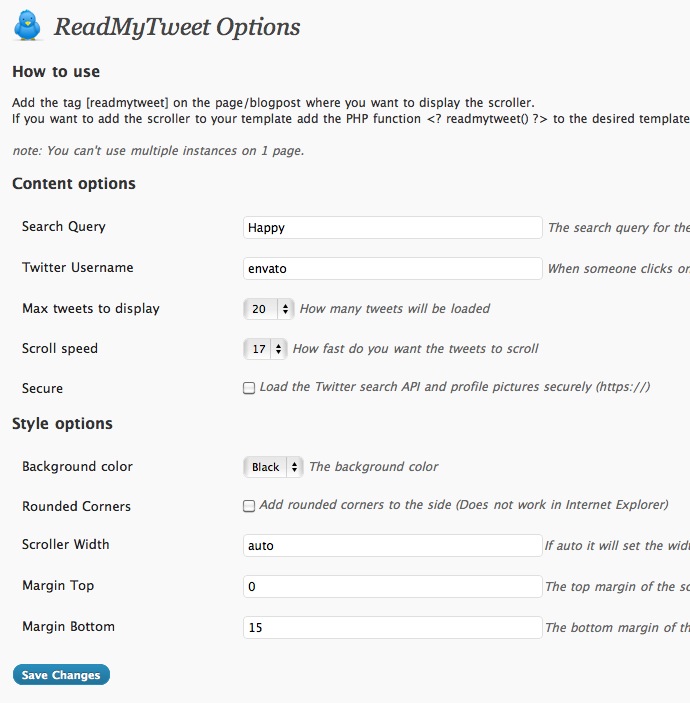 ReadMyTweet Options
How to use
Add the tag [readmytweet] on the page/blogpost where you want to display the scroller.
If you want to add the scroller to your template add the PHP function <? readmytweet() ?> to the desired template
note: You can't use multiple instances on 1 page.
Content options
Search Query Happy The search query for the
Twitter Username envato When someone clicks on
Max tweets to display 20 How many tweets will be loaded
Scroll speed 17 How fast do you want the tweets to scroll
Secure Load the Twitter search API and profile pictures securely (https://)
Style options
Background color Black The background color
Rounded Corners Add rounded corners to the side (Does not work in Internet Explorer)
Scroller Width auto If auto it will set the
Margin Top 0 The top margin of the
Margin Bottom 15 The bottom margin of
Save Changes